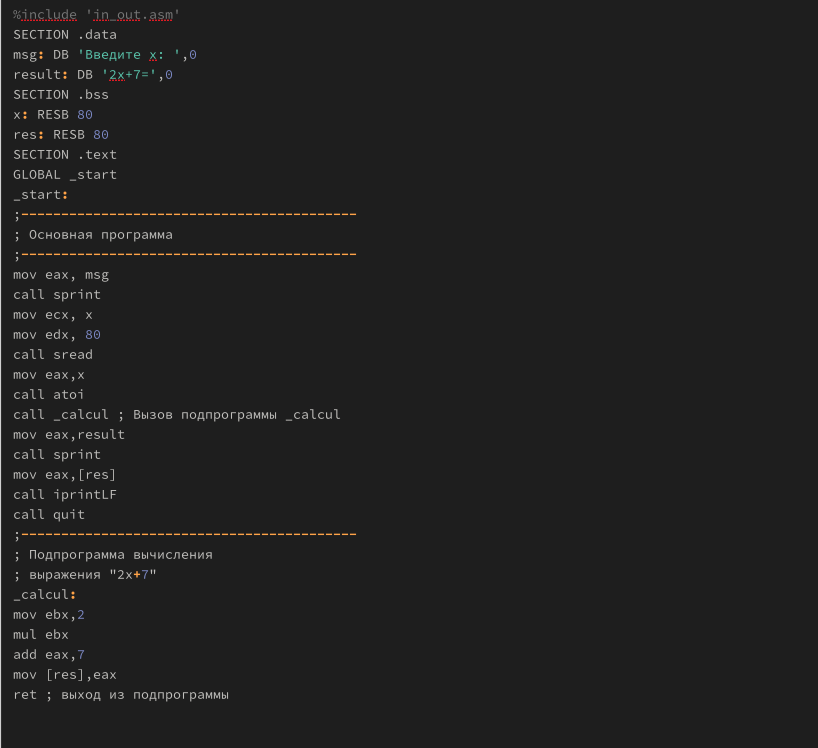 %include 'in_out.asm'
SECTION .data
msg: DB 'Введите x: ',0
result: DB '2x+7=',0
SECTION .bss
x: RESB 80
res: RESB 80
SECTION .text
GLOBAL _start
_start:
;------------------------------------------
; Основная программа
;------------------------------------------
mov eax, msg
call sprint
mov ecx, x
mov edx, 80
call sread
mov eax,x
call atoi
call _calcul ; Вызов подпрограммы _calcul
mov eax,result
call sprint
mov eax,[res]
call iprintLF
call quit
;------------------------------------------
; Подпрограмма вычисления
; выражения "2x+7"
_calcul:
mov ebx,2
mul ebx
add eax,7
mov [res],eax
ret ; выход из подпрограммы